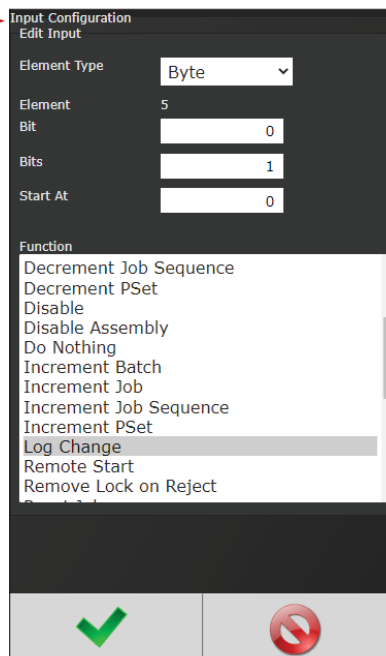 Input Configuration
Edit Input
Element Type Byte
Element 5
Bit 0
Bits 1
Start At 0
Function
Decrement Job Sequence
Decrement PSet
Disable
Disable Assembly
Do Nothing
Increment Batch
Increment Job
Increment Job Sequence
Increment PSet
Log Change
Remote Start
Remove Lock on Reject